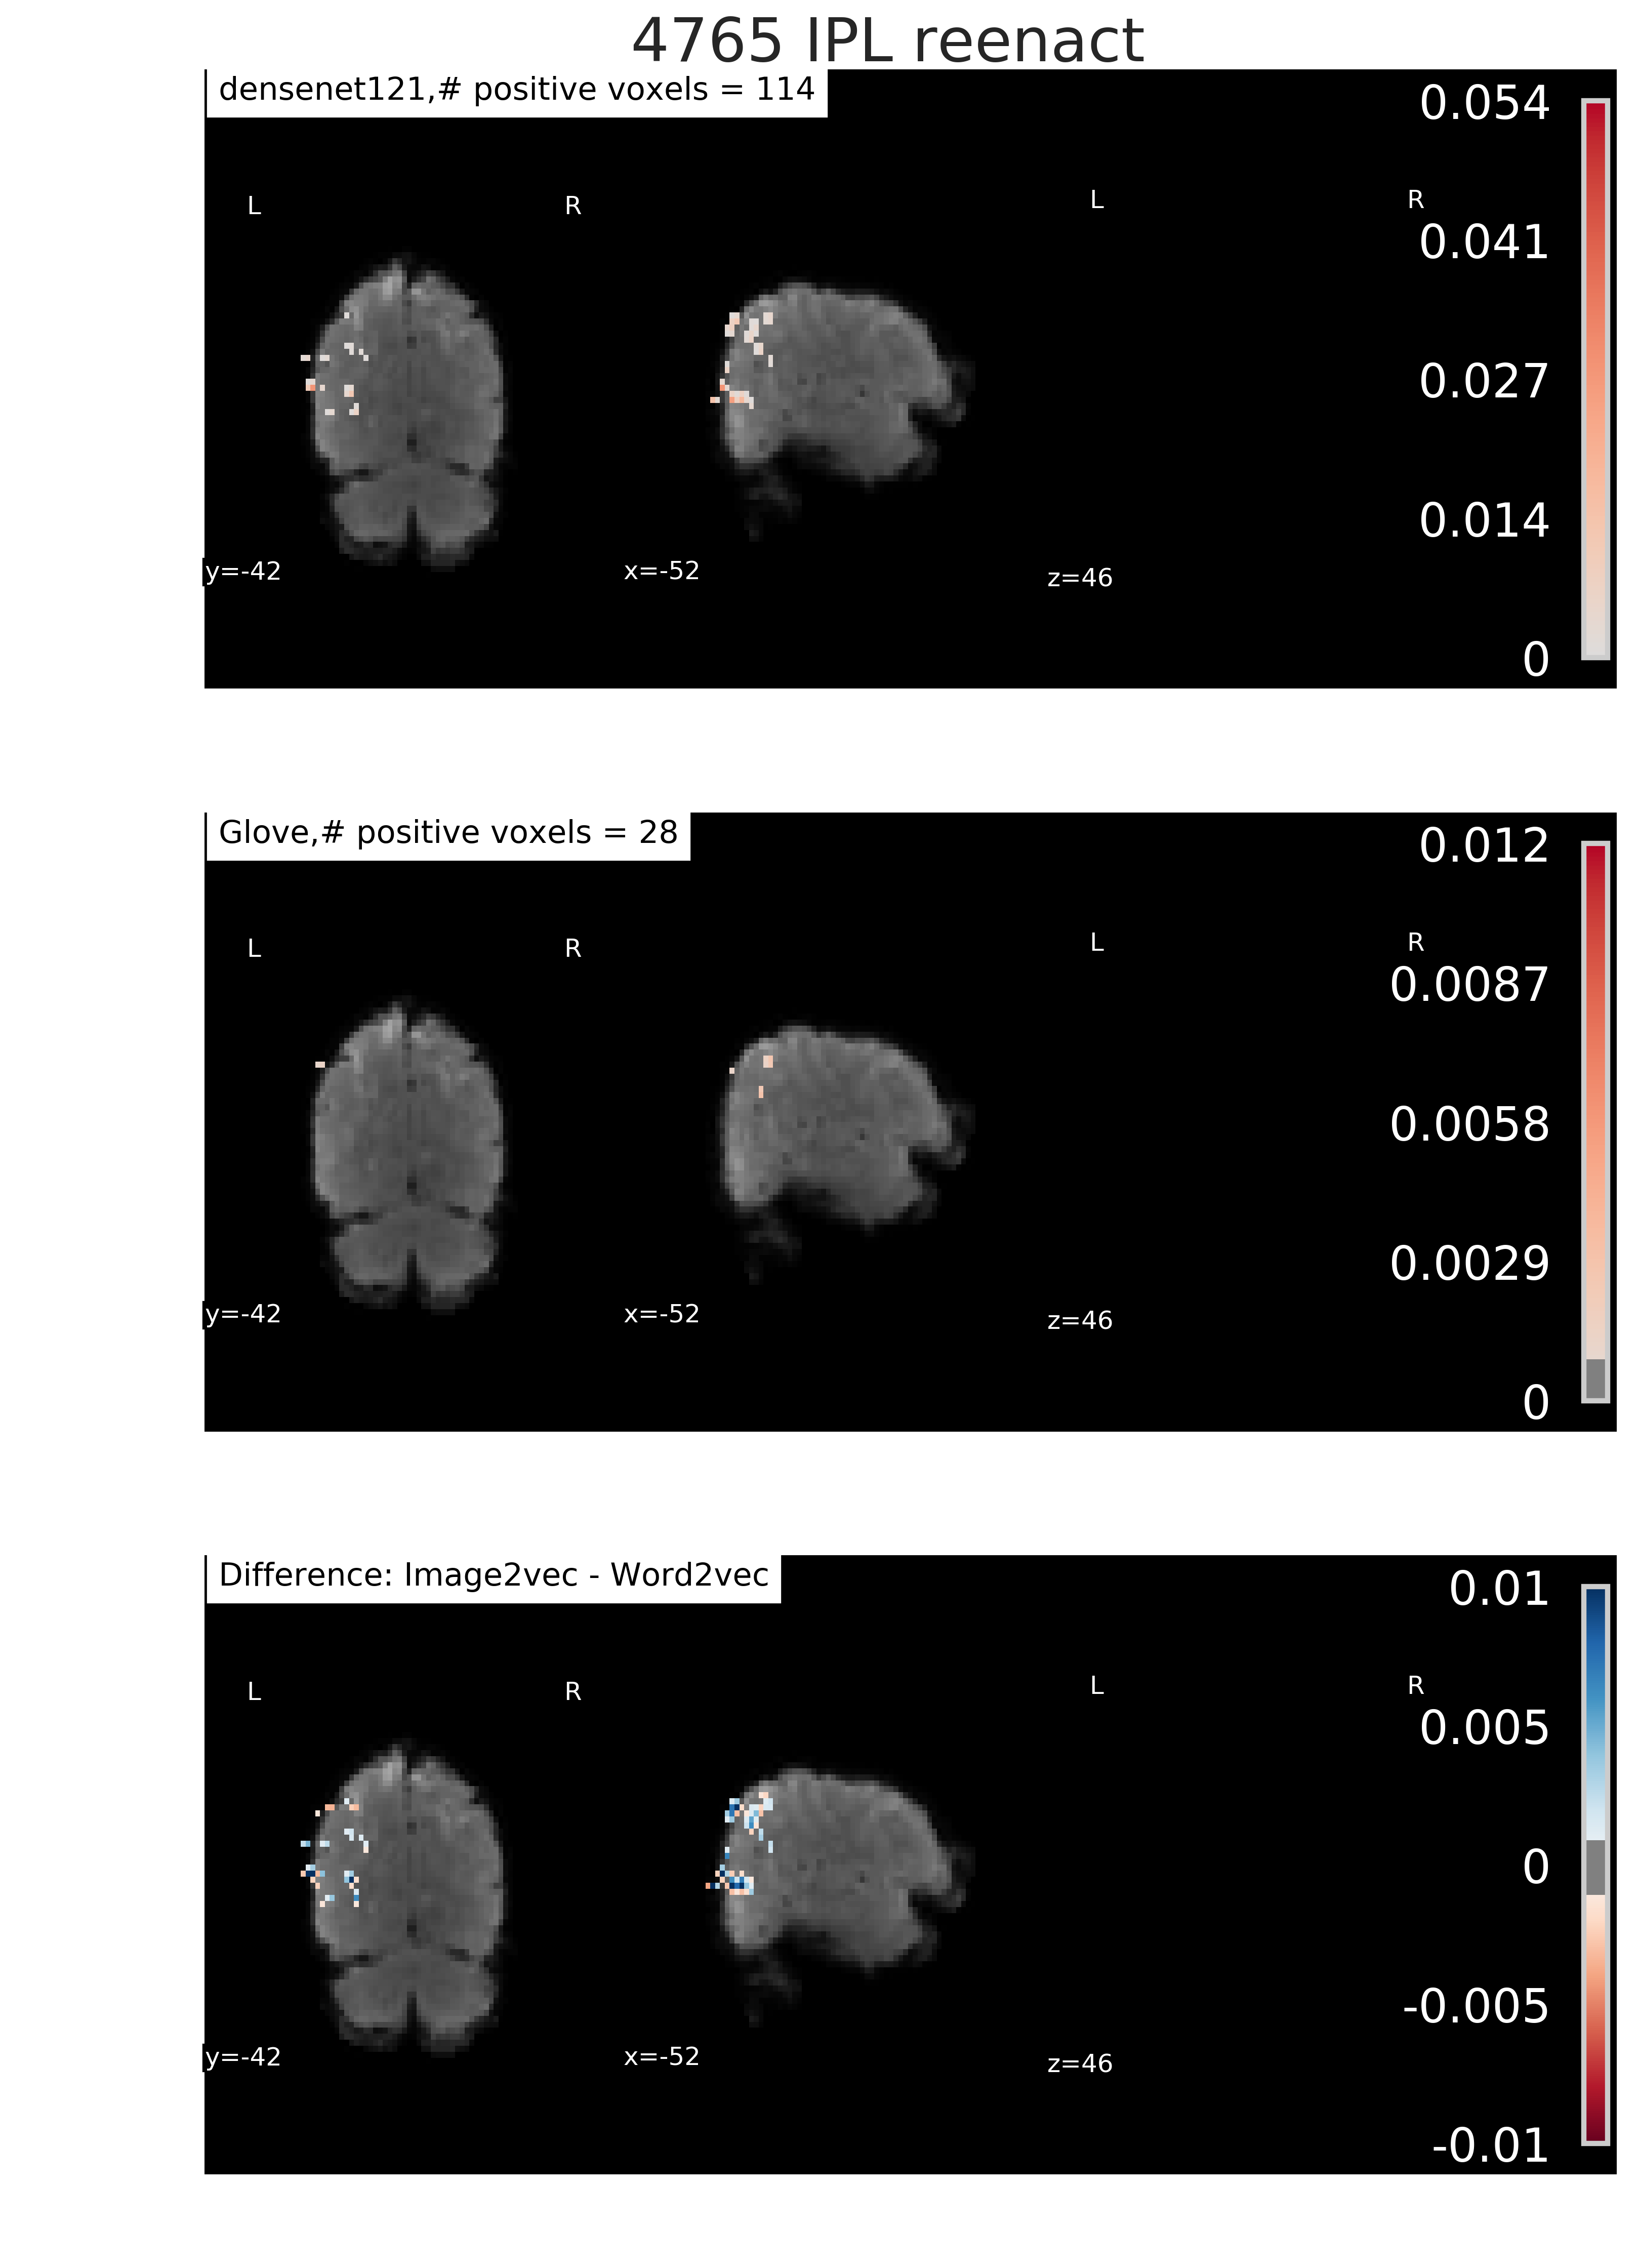 4765 IPL reenact
densenet121,# positive voxels = 114
0.054
L R L R
0.041
0.027
0.014
y=-42 x=-52 z=46
0
Glove,# positive voxels = 28
0.012
L R L R
0.0087
0.0058
0.0029
y=-42 x=-52 z=46
0
Difference: Image2vec - Word2vec
0.01
L R L R
0.005
0
-0.005
y=-42 x=-52 z=46
-0.01